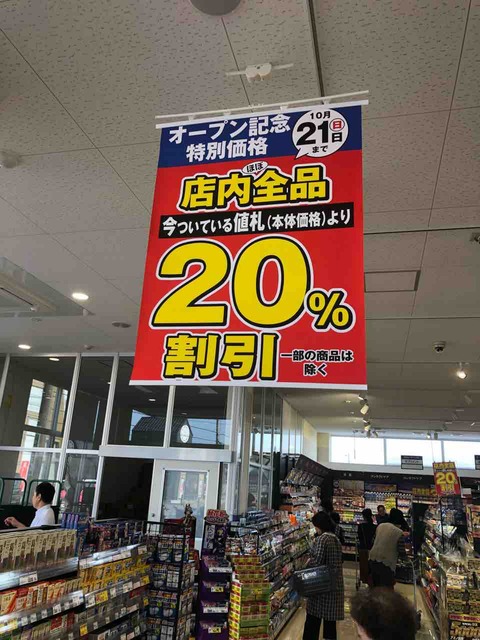 オープン記念
特別価格
10月
21日(日)
まで
ほぼ
店内全品
今ついている値札(本体価格)より
20%
割引
一部の商品は
除く
20